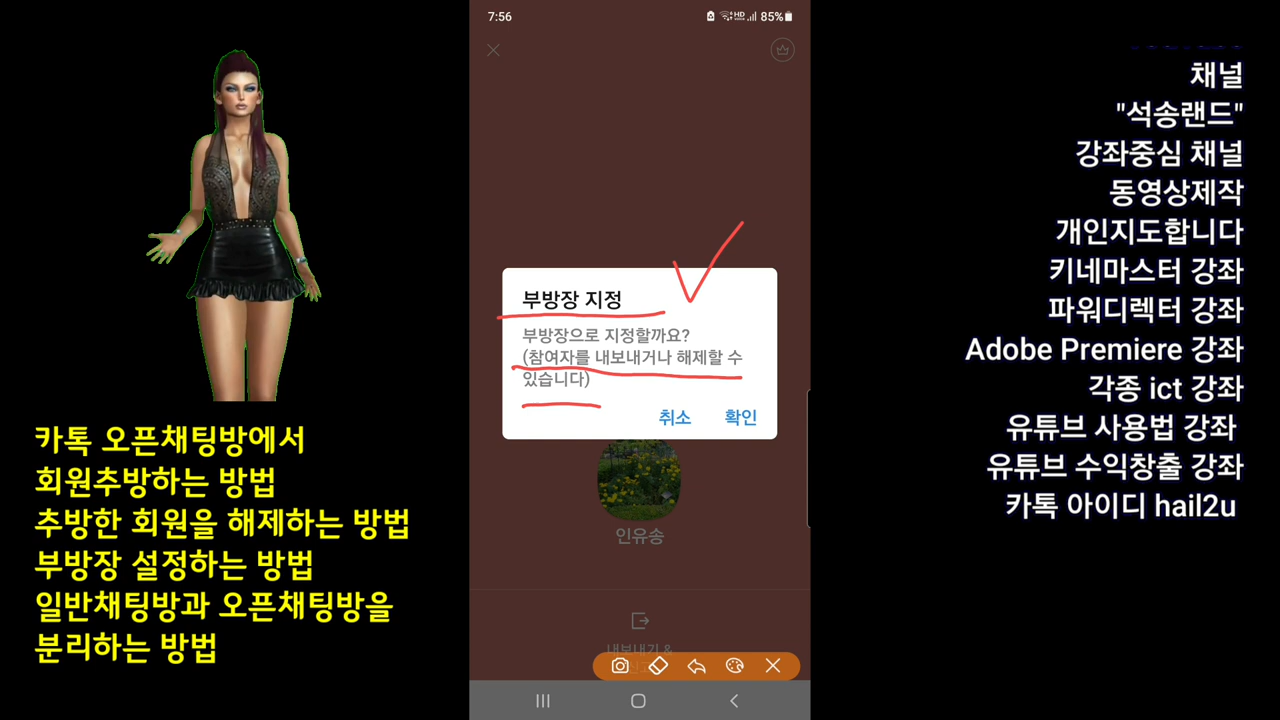 7:56
HD
85%
부방장 지정
부방장으로 지정할까요?
(참여자를 내보내거나 해제할 수
있습니다)
취소 확인
인유송
내보내기 &
카톡 오픈채팅방에서
회원추방하는 방법
추방한 회원을 해제하는 방법
부방장 설정하는 방법
일반채팅방과 오픈채팅방을
분리하는 방법
채널
"석송랜드"
강좌중심 채널
동영상제작
개인지도합니다
키네마스터 강좌
파워디렉터 강좌
Adobe Premiere 강좌
각종 ict 강좌
유튜브 사용법 강좌
유튜브 수익창출 강좌
카톡 아이디 hail2u